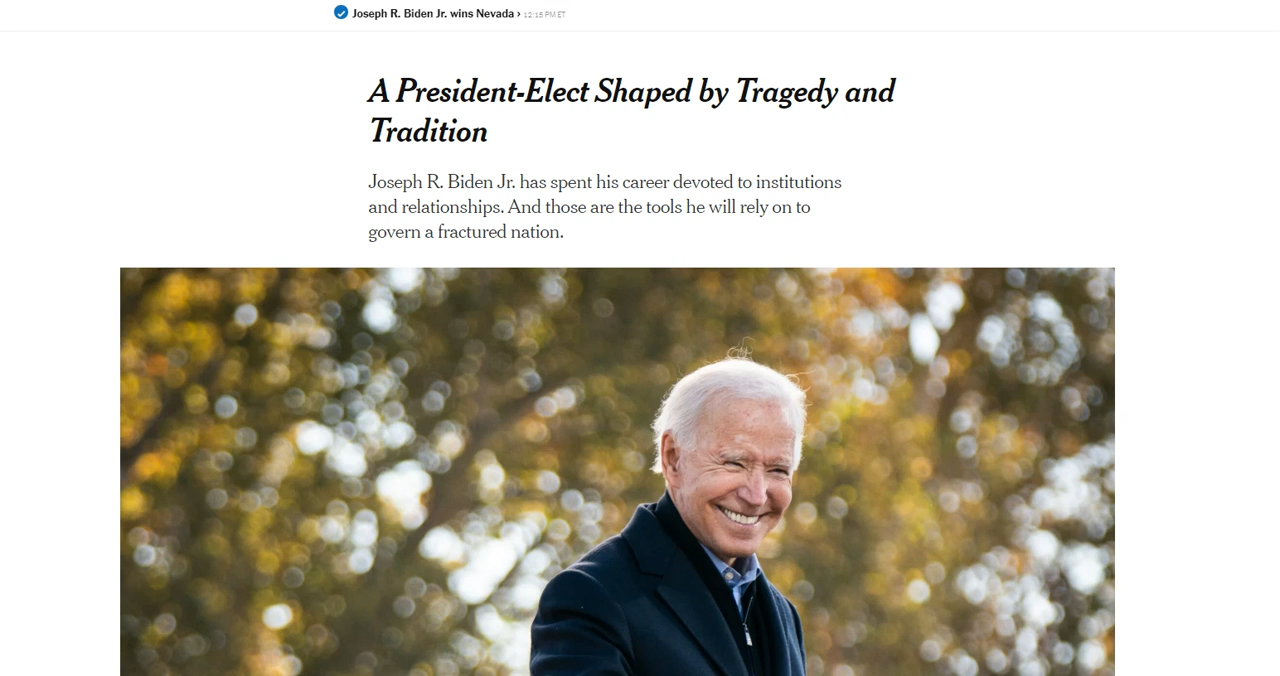 Joseph R. Biden Jr. wins Nevada › 12:15 PM ET
A President-Elect Shaped by Tragedy and
Tradition
Joseph R. Biden Jr. has spent his career devoted to institutions
and relationships. And those are the tools he will rely on to
govern a fractured nation.